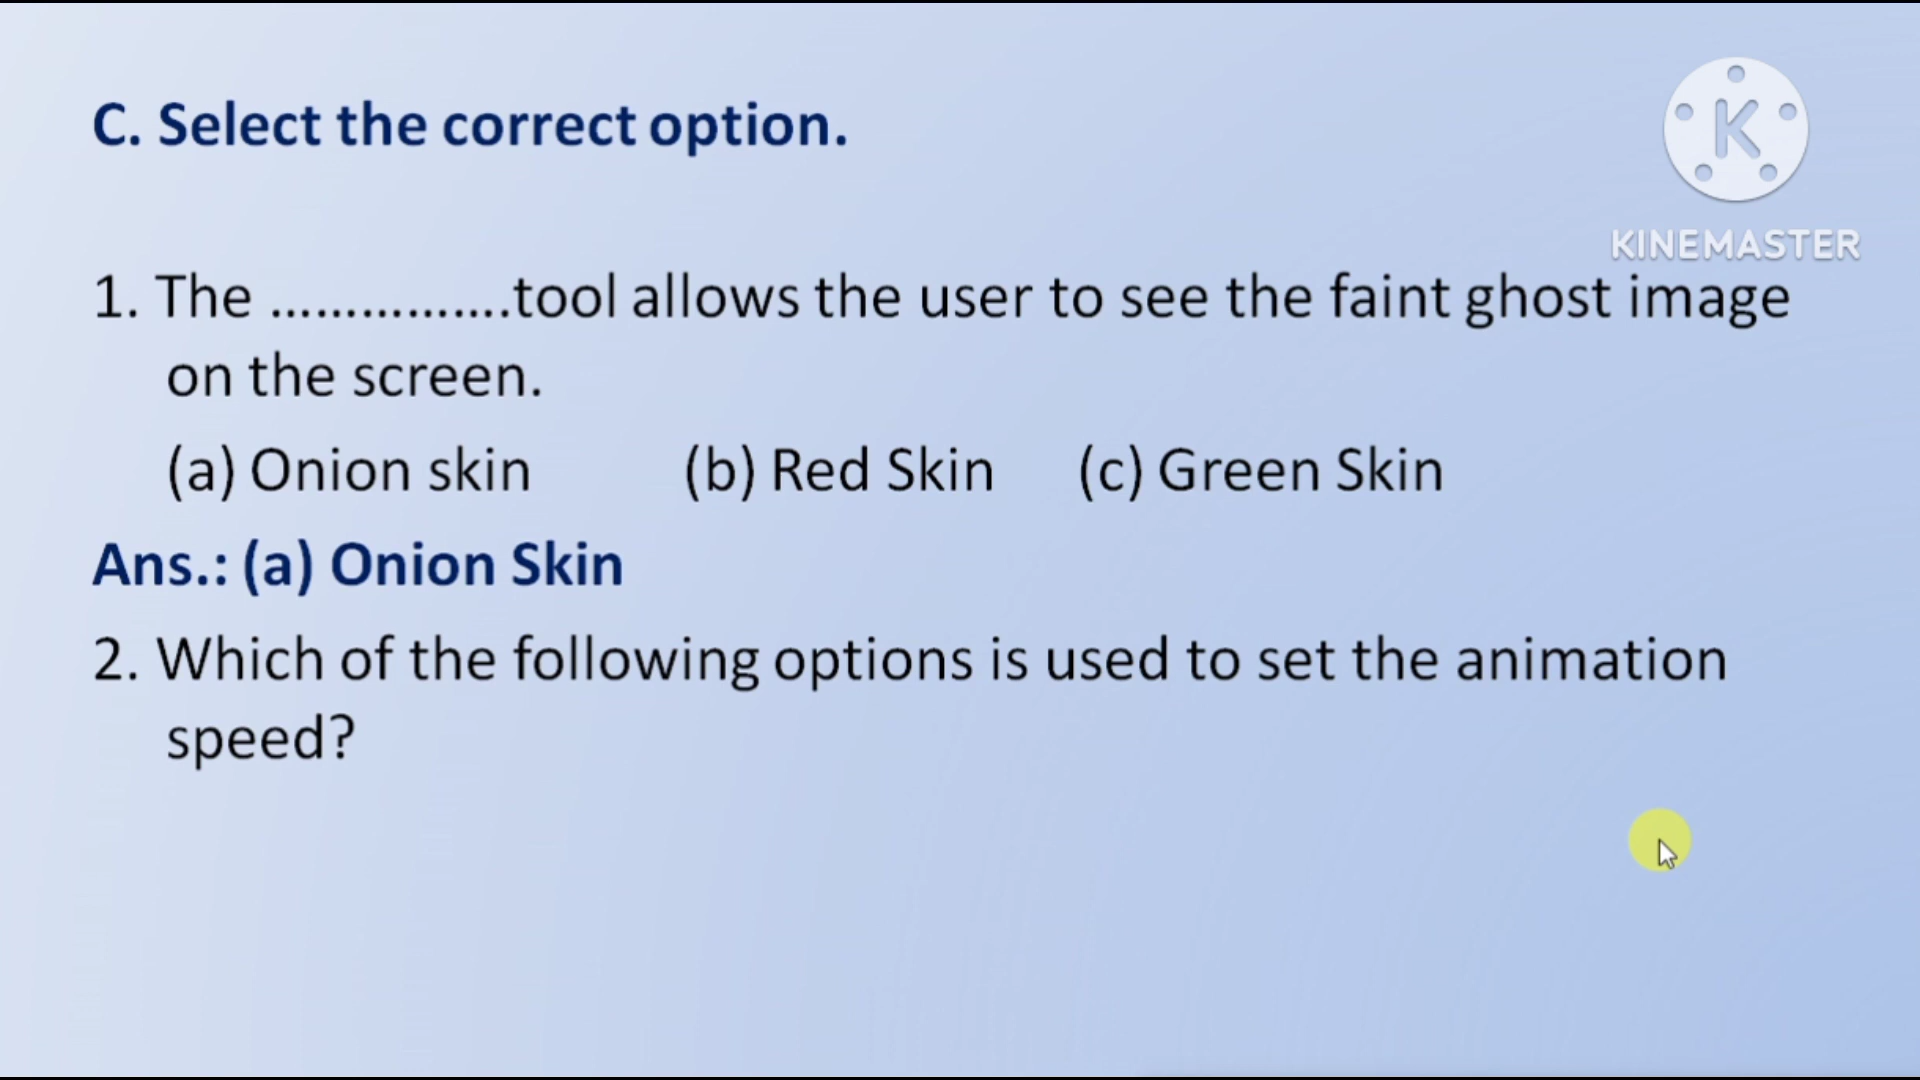 C. Select the correct option.
K
KINEMASTER
1. The ................tool allows the user to see the faint ghost image
on the screen.
(a) Onion skin (b) Red Skin (c) Green Skin
Ans.: (a) Onion Skin
2. Which of the following options is used to set the animation
speed?